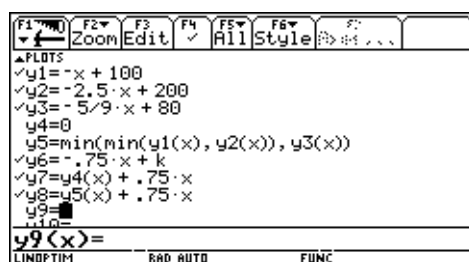 F1 F2 F3 F4 F5 F6 F7
Zoom Edit ✓ All Style
▲PLOTS
✓y1=⁻x + 100
✓y2=⁻2.5·x + 200
✓y3=⁻5/9·x + 80
y4=0
y5=min(min(y1(x), y2(x)), y3(x))
✓y6=⁻.75·x + k
✓y7=y4(x) + .75·x
✓y8=y5(x) + .75·x
y9=
y10=
y9(x)=
LINOPTIM RAD AUTO FUNC